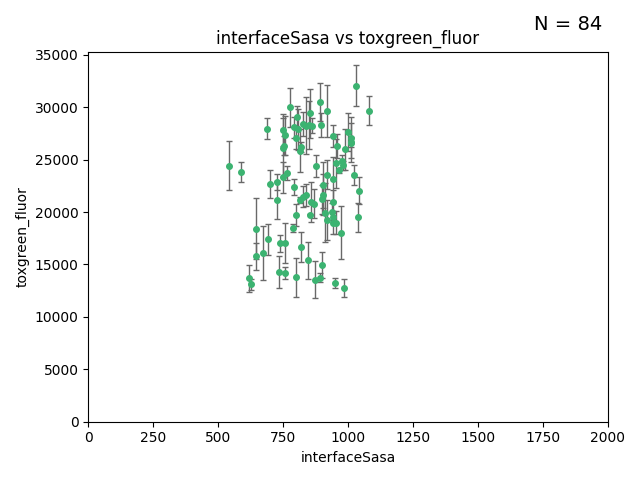 N = 84
interfaceSasa vs toxgreen_fluor
35000
30000
25000
20000
15000
10000
5000
0
toxgreen_fluor
0 250 500 750 1000 1250 1500 1750 2000
interfaceSasa